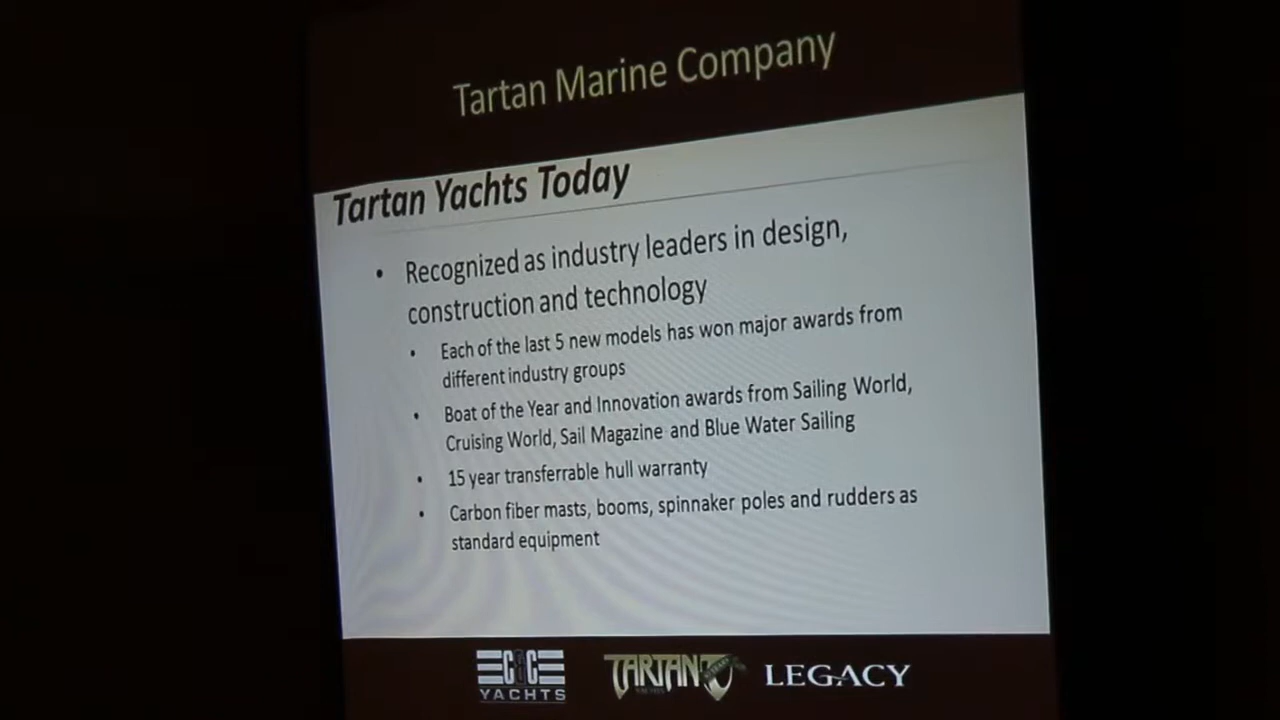 Tartan Marine Company
Tartan Yachts Today
• Recognized as industry leaders in design,
construction and technology
• Each of the last 5 new models has won major awards from
different industry groups
• Boat of the Year and Innovation awards from Sailing World,
Cruising World, Sail Magazine and Blue Water Sailing
• 15 year transferrable hull warranty
• Carbon fiber masts, booms, spinnaker poles and rudders as
standard equipment
C&C
YACHTS
TARTAN
LEGACY